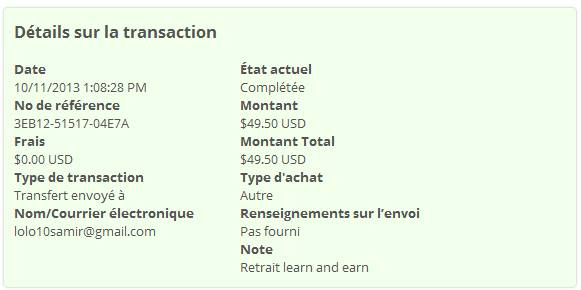 Détails sur la transaction
Date
10/11/2013 1:08:28 PM
No de référence
3EB12-51517-04E7A
Frais
$0.00 USD
Type de transaction
Transfert envoyé à
Nom/Courrier électronique
lolo10samir@gmail.com
État actuel
Complétée
Montant
$49.50 USD
Montant Total
$49.50 USD
Type d'achat
Autre
Renseignements sur l’envoi
Pas fourni
Note
Retrait learn and earn